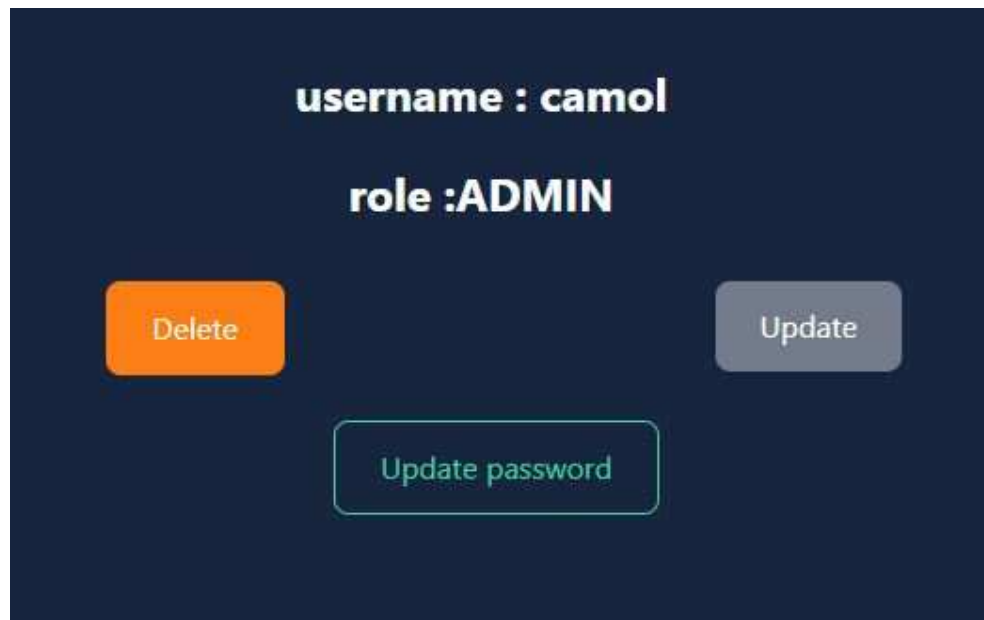 username : camol
role :ADMIN
Delete
Update
Update password